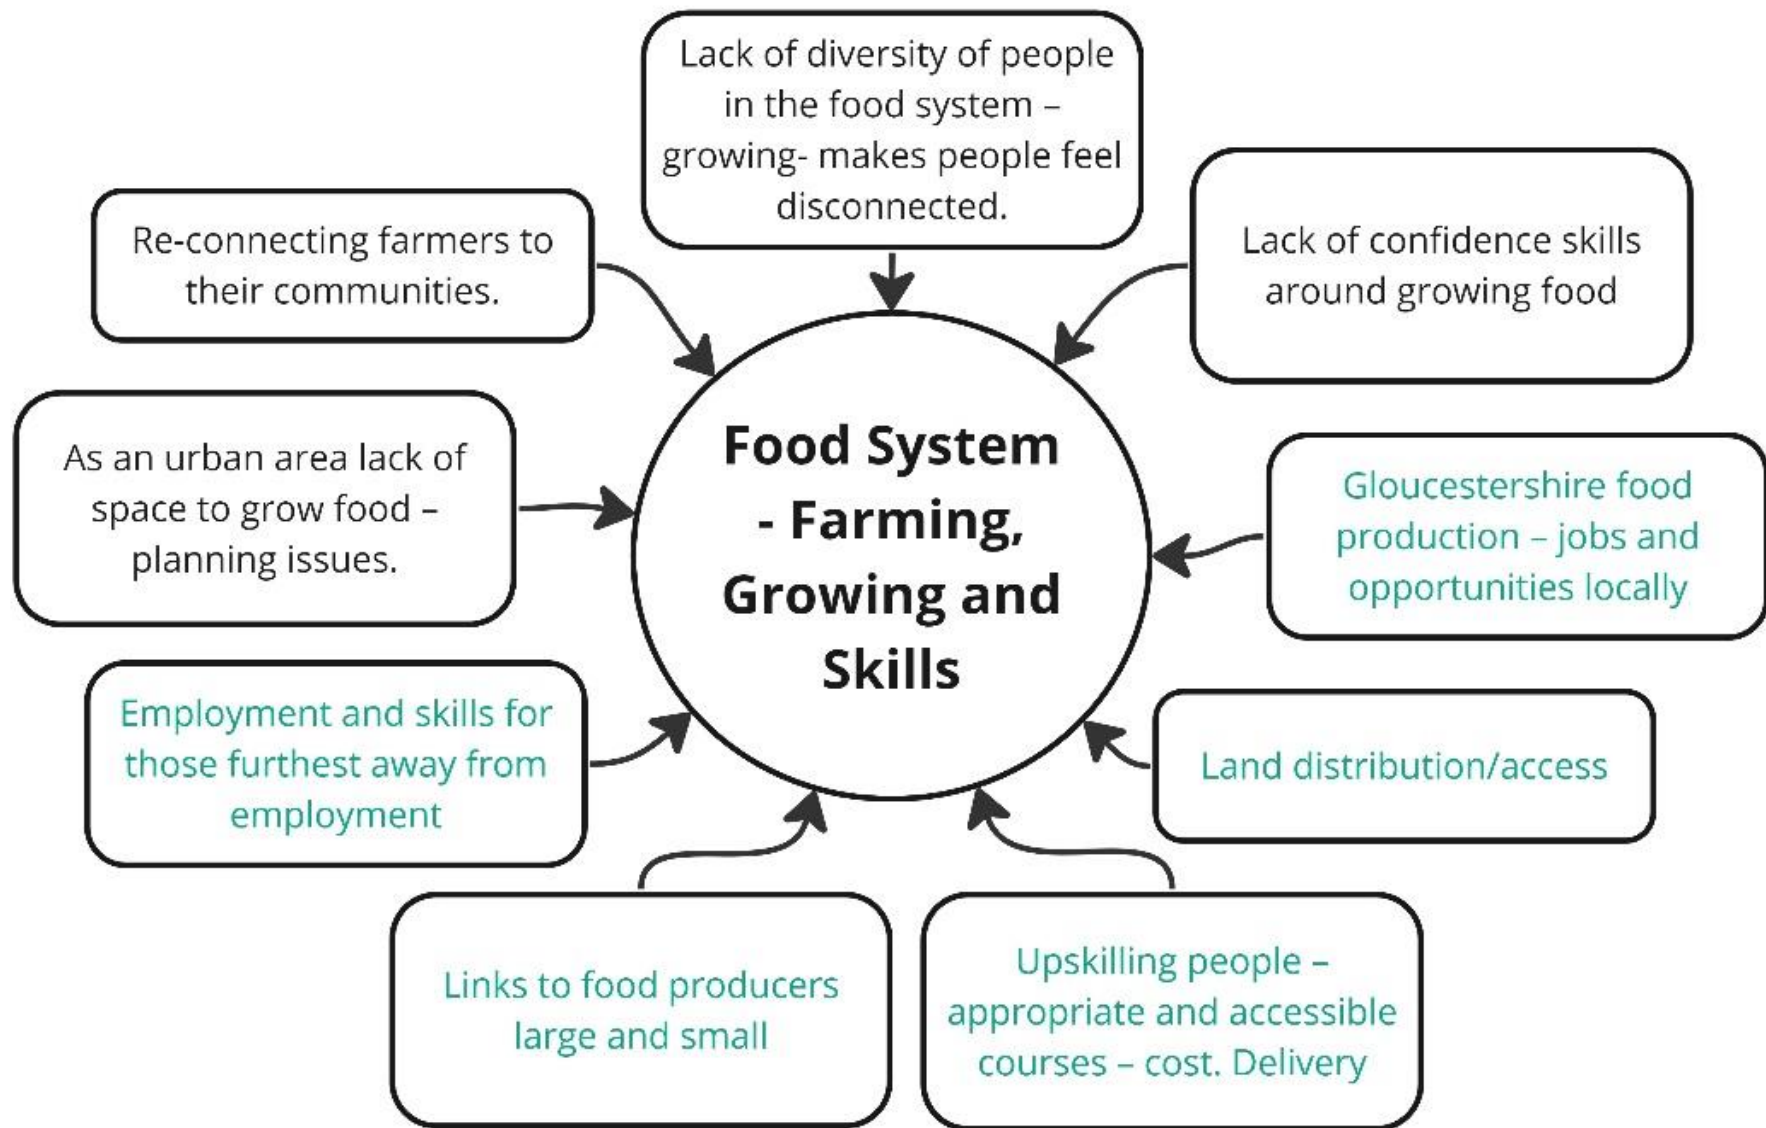 Lack of diversity of people
in the food system –
growing- makes people feel
disconnected.
Re-connecting farmers to
their communities.
Lack of confidence skills
around growing food
As an urban area lack of
space to grow food –
planning issues.
Food System
- Farming,
Growing and
Skills
Gloucestershire food
production – jobs and
opportunities locally
Employment and skills for
those furthest away from
employment
Land distribution/access
Links to food producers
large and small
Upskilling people –
appropriate and accessible
courses – cost. Delivery